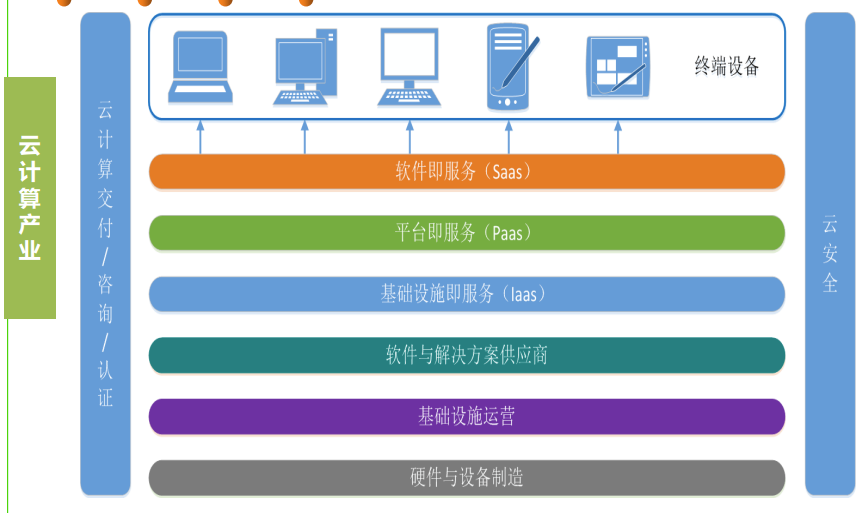 云计算产业
云计算交付/咨询/认证
终端设备
软件即服务（Saas）
平台即服务（Paas）
基础设施即服务（Iaas）
软件与解决方案供应商
基础设施运营
硬件与设备制造
云安全